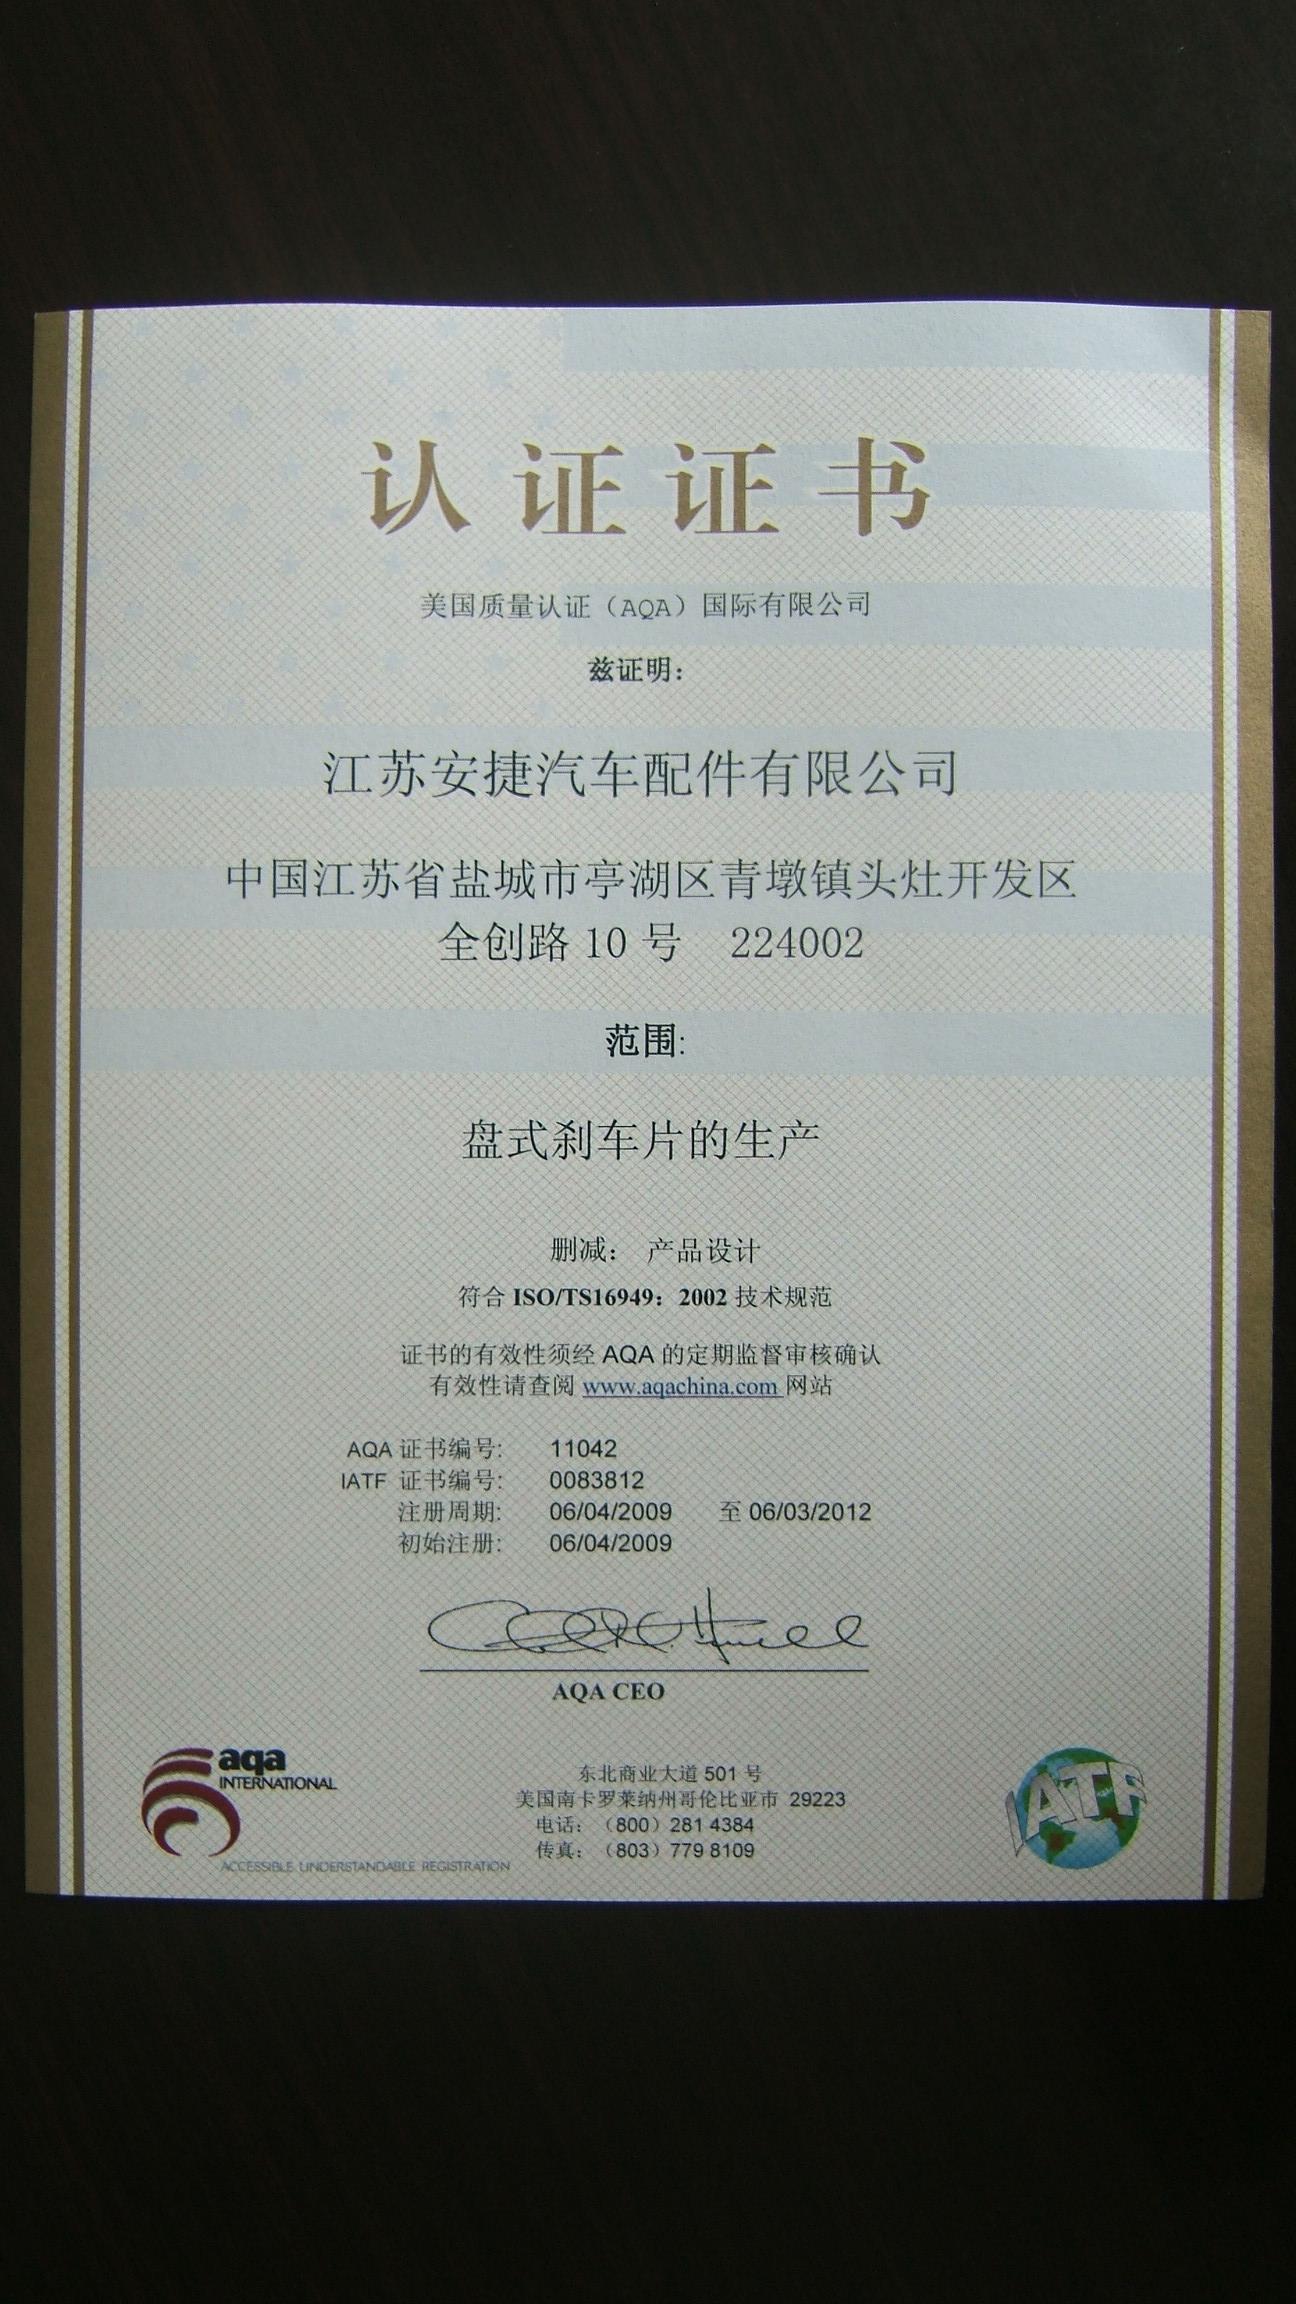 认证证书
美国质量认证（AQA）国际有限公司
兹证明：
江苏安捷汽车配件有限公司
中国江苏省盐城市亭湖区青墩镇头灶开发区
全创路 10 号 224002
范围:
盘式刹车片的生产
删减： 产品设计
符合 ISO/TS16949：2002 技术规范
证书的有效性须经 AQA 的定期监督审核确认
有效性请查阅 www.aqachina.com 网站
AQA 证书编号: 11042
IATF 证书编号: 0083812
注册周期: 06/04/2009 至 06/03/2012
初始注册: 06/04/2009
AQA CEO
aqa
INTERNATIONAL
ACCESSIBLE UNDERSTANDABLE REGISTRATION
东北商业大道 501 号
美国南卡罗莱纳州哥伦比亚市 29223
电话：（800）281 4384
传真：（803）779 8109
IATF